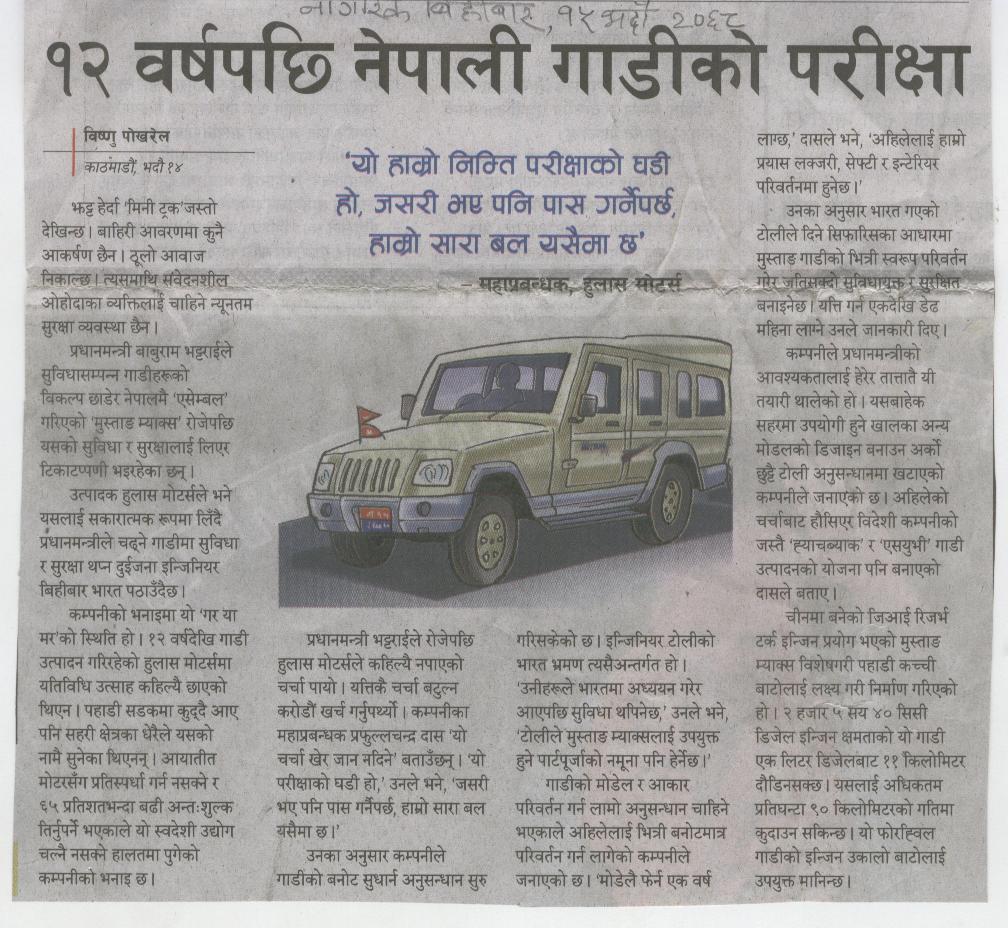 नागरिक बिहीबार, १५ भदौ २०६८
१२ वर्षपछि नेपाली गाडीको परीक्षा
विष्णु पोखरेल
काठमाडौं, भदौ १४
झट्ट हेर्दा ‘मिनी ट्रक’जस्तो
देखिन्छ। बाहिरी आवरणमा कुनै
आकर्षण छैन। ठूलो आवाज
निकाल्छ। त्यसमाथि संवेदनशील
ओहोदाका व्यक्तिलाई चाहिने न्यूनतम
सुरक्षा व्यवस्था छैन।
प्रधानमन्त्री बाबुराम भट्टराईले
सुविधासम्पन्न गाडीहरूको
विकल्प छाडेर नेपालमै ‘एसेम्बल’
गरिएको ‘मुस्ताङ म्याक्स’ रोजेपछि
यसको सुविधा र सुरक्षालाई लिएर
टिकाटप्पणी भइरहेका छन्।
उत्पादक हुलास मोटर्सले भने
यसलाई सकारात्मक रूपमा लिँदै
प्रधानमन्त्रीले चढ्ने गाडीमा सुविधा
र सुरक्षा थप्न दुईजना इन्जिनियर
बिहीबार भारत पठाउँदैछ।
कम्पनीको भनाइमा यो ‘गर या
मर’को स्थिति हो। १२ वर्षदेखि गाडी
उत्पादन गरिरहेको हुलास मोटर्समा
यतिविधि उत्साह कहिल्यै छाएको
थिएन। पहाडी सडकमा कुद्दै आए
पनि सहरी क्षेत्रका धेरैले यसको
नामै सुनेका थिएनन्। आयातीत
मोटरसँग प्रतिस्पर्धा गर्न नसक्ने र
६५ प्रतिशतभन्दा बढी अन्तःशुल्क
तिर्नुपर्ने भएकाले यो स्वदेशी उद्योग
चल्नै नसक्ने हालतमा पुगेको
कम्पनीको भनाइ छ।
‘यो हाम्रो निम्ति परीक्षाको घडी
हो, जसरी भए पनि पास गर्नैपर्छ,
हाम्रो सारा बल यसैमा छ’
– महाप्रबन्धक, हुलास मोटर्स
प्रधानमन्त्री भट्टराईले रोजेपछि
हुलास मोटर्सले कहिल्यै नपाएको
चर्चा पायो। यत्तिकै चर्चा बटुल्न
करोडौं खर्च गर्नुपर्थ्यो। कम्पनीका
महाप्रबन्धक प्रफुल्लचन्द्र दास ‘यो
चर्चा खेर जान नदिने’ बताउँछन्। ‘यो
परीक्षाको घडी हो,’ उनले भने, ‘जसरी
भए पनि पास गर्नैपर्छ, हाम्रो सारा बल
यसैमा छ।’
उनका अनुसार कम्पनीले
गाडीको बनोट सुधार्न अनुसन्धान सुरु
गरिसकेको छ। इन्जिनियर टोलीको
भारत भ्रमण त्यसैअन्तर्गत हो।
‘उनीहरूले भारतमा अध्ययन गरेर
आएपछि सुविधा थपिनेछ,’ उनले भने,
‘टोलीले मुस्ताङ म्याक्सलाई उपयुक्त
हुने पार्टपूर्जाको नमूना पनि हेर्नेछ।’
गाडीको मोडेल र आकार
परिवर्तन गर्न लामो अनुसन्धान चाहिने
भएकाले अहिलेलाई भित्री बनोटमात्र
परिवर्तन गर्न लागेको कम्पनीले
जनाएको छ। ‘मोडेलै फेर्न एक वर्ष
लाग्छ,’ दासले भने, ‘अहिलेलाई हाम्रो
प्रयास लक्जरी, सेफ्टी र इन्टेरियर
परिवर्तनमा हुनेछ।’
उनका अनुसार भारत गएको
टोलीले दिने सिफारिसका आधारमा
मुस्ताङ गाडीको भित्री स्वरूप परिवर्तन
गरेर जतिसक्दो सुविधायुक्त र सुरक्षित
बनाइनेछ। यत्ति गर्न एकदेखि डेढ
महिना लाग्ने उनले जानकारी दिए।
कम्पनीले प्रधानमन्त्रीको
आवश्यकतालाई हेरेर तात्तातै यी
तयारी थालेको हो। यसबाहेक
सहरमा उपयोगी हुने खालका अन्य
मोडलको डिजाइन बनाउन अर्को
छुट्टै टोली अनुसन्धानमा खटाएको
कम्पनीले जनाएको छ। अहिलेको
चर्चाबाट हौसिएर विदेशी कम्पनीको
जस्तै ‘ह्याचब्याक’ र ‘एसयुभी’ गाडी
उत्पादनको योजना पनि बनाएको
दासले बताए।
चीनमा बनेको जिआई रिजर्भ
टर्क इन्जिन प्रयोग भएको मुस्ताङ
म्याक्स विशेषगरी पहाडी कच्ची
बाटोलाई लक्ष्य गरी निर्माण गरिएको
हो। २ हजार ५ सय ४० सिसी
डिजेल इन्जिन क्षमताको यो गाडी
एक लिटर डिजेलबाट ११ किलोमिटर
दौडिनसक्छ। यसलाई अधिकतम
प्रतिघन्टा ९० किलोमिटरको गतिमा
कुदाउन सकिन्छ। यो फोरह्विल
गाडीको इन्जिन उकालो बाटोलाई
उपयुक्त मानिन्छ।